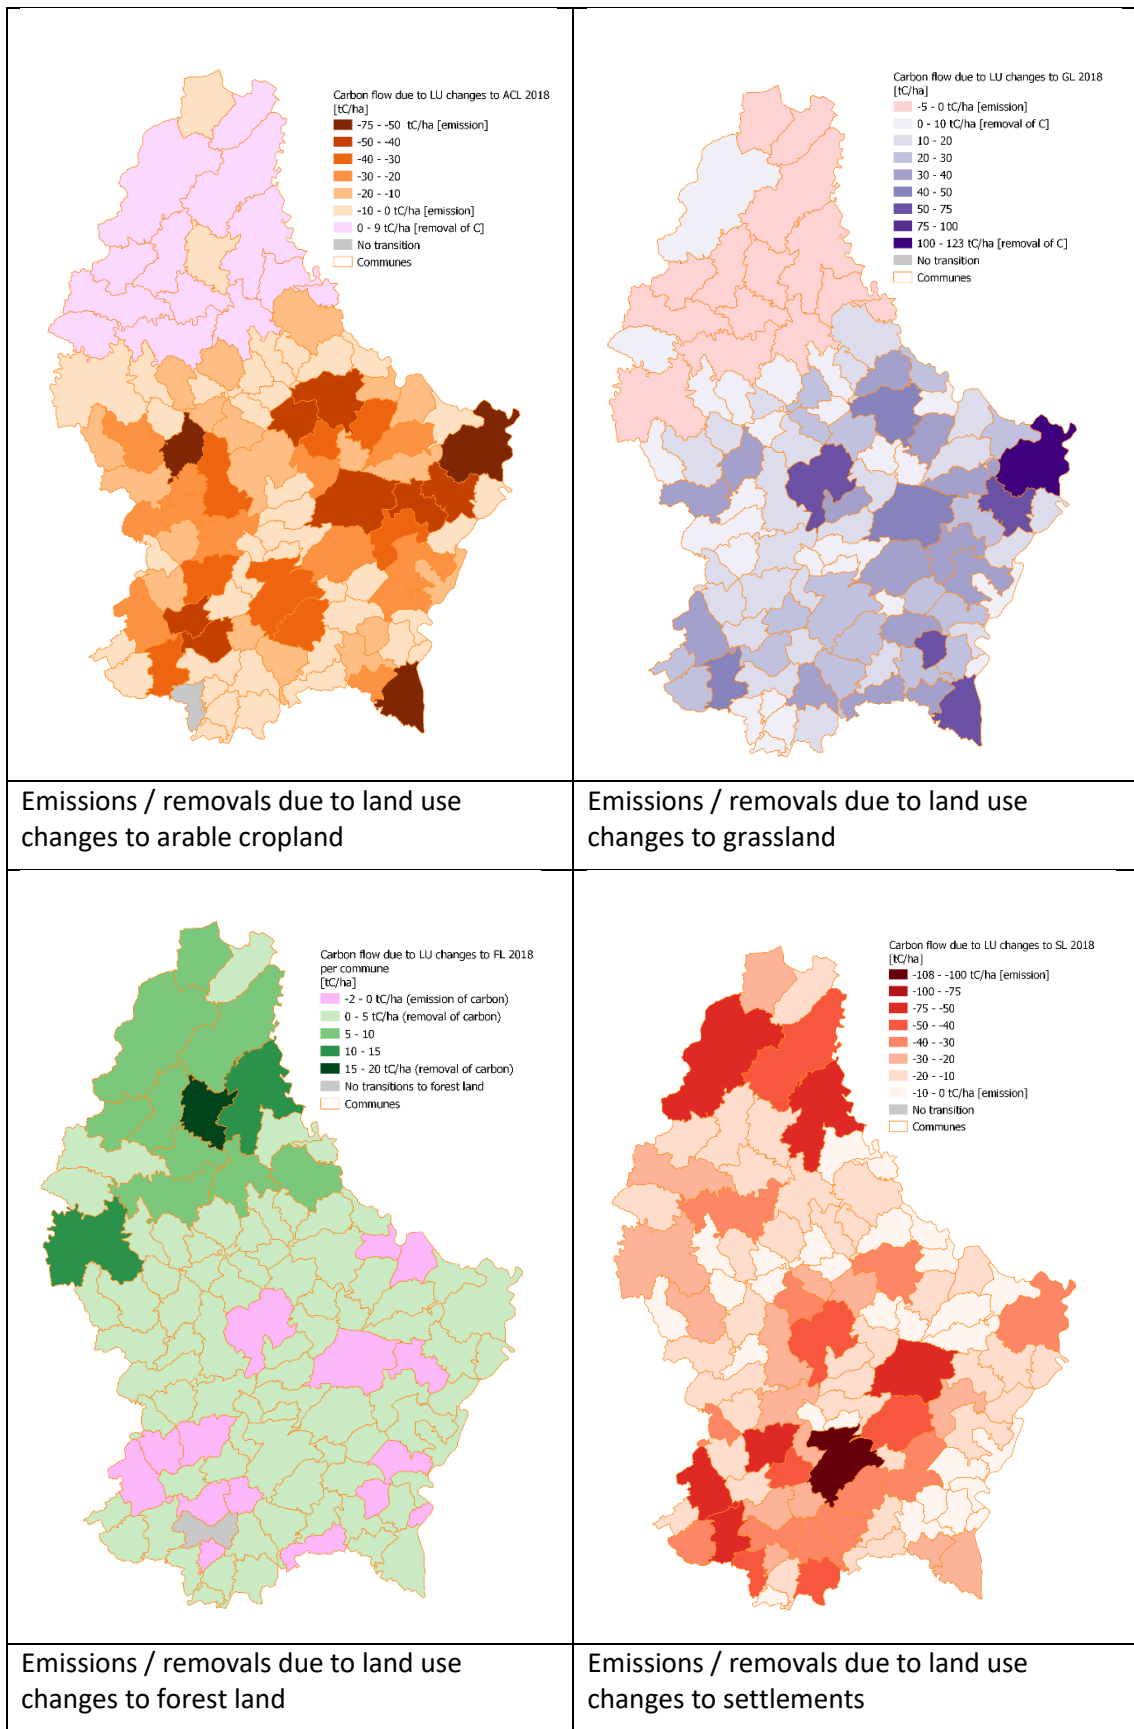 Carbon flow due to LU changes to ACL 2018
[tC/ha]
-75 - -50 tC/ha [emission]
-50 - -40
-40 - -30
-30 - -20
-20 - -10
-10 - 0 tC/ha [emission]
0 - 9 tC/ha [removal of C]
No transition
Communes
Emissions / removals due to land use
changes to arable cropland
Carbon flow due to LU changes to GL 2018
[tC/ha]
-5 - 0 tC/ha [emission]
0 - 10 tC/ha [removal of C]
10 - 20
20 - 30
30 - 40
40 - 50
50 - 75
75 - 100
100 - 123 tC/ha [removal of C]
No transition
Communes
Emissions / removals due to land use
changes to grassland
Carbon flow due to LU changes to FL 2018
per commune
[tC/ha]
-2 - 0 tC/ha (emission of carbon)
0 - 5 tC/ha (removal of carbon)
5 - 10
10 - 15
15 - 20 tC/ha (removal of carbon)
No transitions to forest land
Communes
Emissions / removals due to land use
changes to forest land
Carbon flow due to LU changes to SL 2018
[tC/ha]
-108 - -100 tC/ha [emission]
-100 - -75
-75 - -50
-50 - -40
-40 - -30
-30 - -20
-20 - -10
-10 - 0 tC/ha [emission]
No transition
Communes
Emissions / removals due to land use
changes to settlements